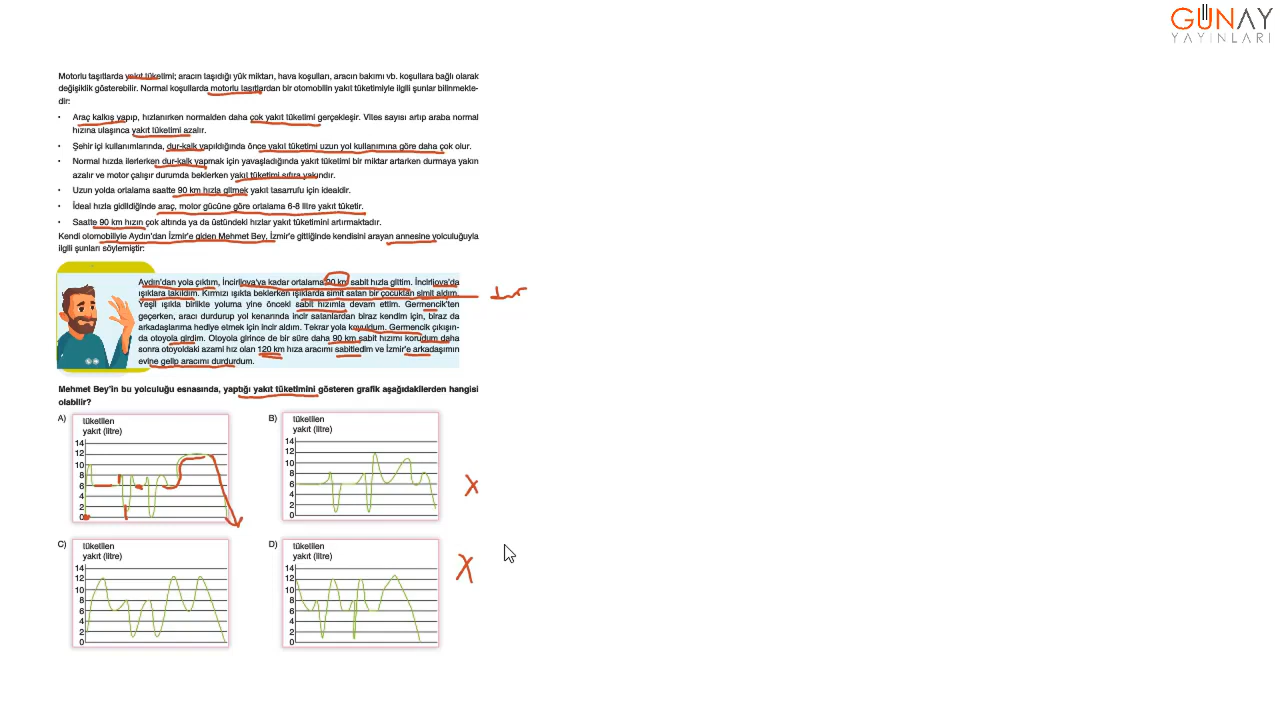 GÜNAY
YAYINLARI
Motorlu taşıtlarda yakıt tüketimi; aracın taşıdığı yük miktarı, hava koşulları, aracın bakımı vb. koşullara bağlı olarak
değişiklik gösterebilir. Normal koşullarda motorlu taşıtlardan bir otomobilin yakıt tüketimiyle ilgili şunlar bilinmekte-
dir:
• Araç kalkış yapıp, hızlanırken normalden daha çok yakıt tüketimi gerçekleşir. Vites sayısı artıp araba normal
hızına ulaşınca yakıt tüketimi azalır.
• Şehir içi kullanımlarında, dur-kalk yapıldığında önce yakıt tüketimi uzun yol kullanımına göre daha çok olur.
• Normal hızda ilerlerken dur-kalk yapmak için yavaşladığında yakıt tüketimi bir miktar artarken durmaya yakın
azalır ve motor çalışır durumda beklerken yakıt tüketimi sıfıra yakındır.
• Uzun yolda ortalama saatte 90 km hızla gitmek yakıt tasarrufu için idealdir.
• İdeal hızla gidildiğinde araç, motor gücüne göre ortalama 6-8 litre yakıt tüketir.
• Saatte 90 km hızın çok altında ya da üstündeki hızlar yakıt tüketimini artırmaktadır.
Kendi otomobiliyle Aydın'dan İzmir'e giden Mehmet Bey, İzmir'e gittiğinde kendisini arayan annesine yolculuğuyla
ilgili şunları söylemiştir:
Aydın'dan yola çıktım, İncirliova'ya kadar ortalama 90 km sabit hızla gittim. İncirliova'da
ışıklara takıldım. Kırmızı ışıkta beklerken ışıklarda simit satan bir çocuktan simit aldım.
dur
Yeşil ışıkla birlikte yoluma yine önceki sabit hızımla devam ettim. Germencik'ten
geçerken, aracı durdurup yol kenarında incir satanlardan biraz kendim için, biraz da
arkadaşlarıma hediye etmek için incir aldım. Tekrar yola koyuldum. Germencik çıkışın-
da otoyola girdim. Otoyola girince de bir süre daha 90 km sabit hızımı korudum daha
sonra otoyoldaki azami hız olan 120 km hıza aracımı sabitledim ve İzmir'e arkadaşımın
evine gelip aracımı durdurdum.
Mehmet Bey'in bu yolculuğu esnasında, yaptığı yakıt tüketimini gösteren grafik aşağıdakilerden hangisi
olabilir?
A)
tüketilen
yakıt (litre)
14
12
10
8
6
4
2
0
B)
tüketilen
yakıt (litre)
14
12
10
8
6
4
2
0
X
C)
tüketilen
yakıt (litre)
14
12
10
8
6
4
2
0
D)
tüketilen
yakıt (litre)
14
12
10
8
6
4
2
0
X